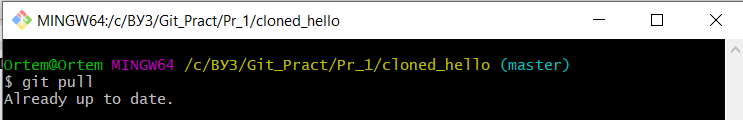 MINGW64:/c/ВУЗ/Git_Pract/Pr_1/cloned_hello
Ortem@Ortem MINGW64 /c/ВУЗ/Git_Pract/Pr_1/cloned_hello (master)
$ git pull
Already up to date.